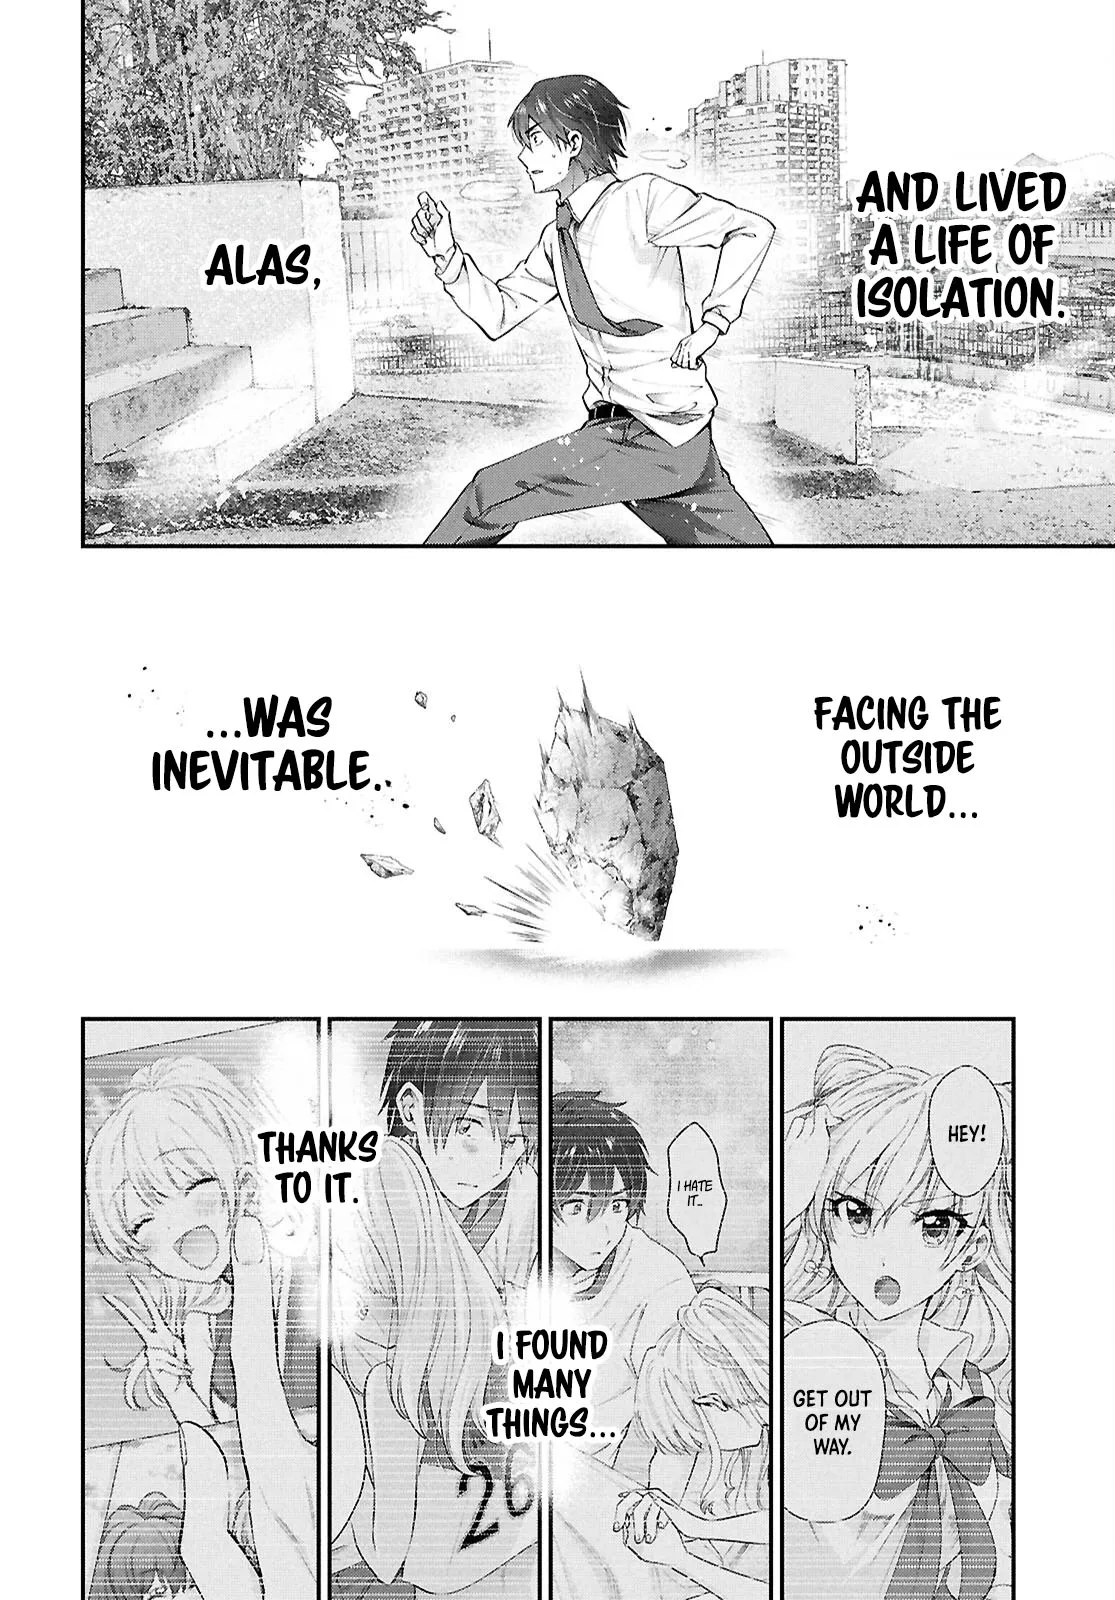 AND LIVED
A LIFE OF
ISOLATION.
ALAS,
FACING THE
OUTSIDE
WORLD...
...WAS
INEVITABLE..
HEY!
GET OUT
OF MY
WAY.
I HATE
IT...
I FOUND
MANY
THINGS...
THANKS
TO IT.
26